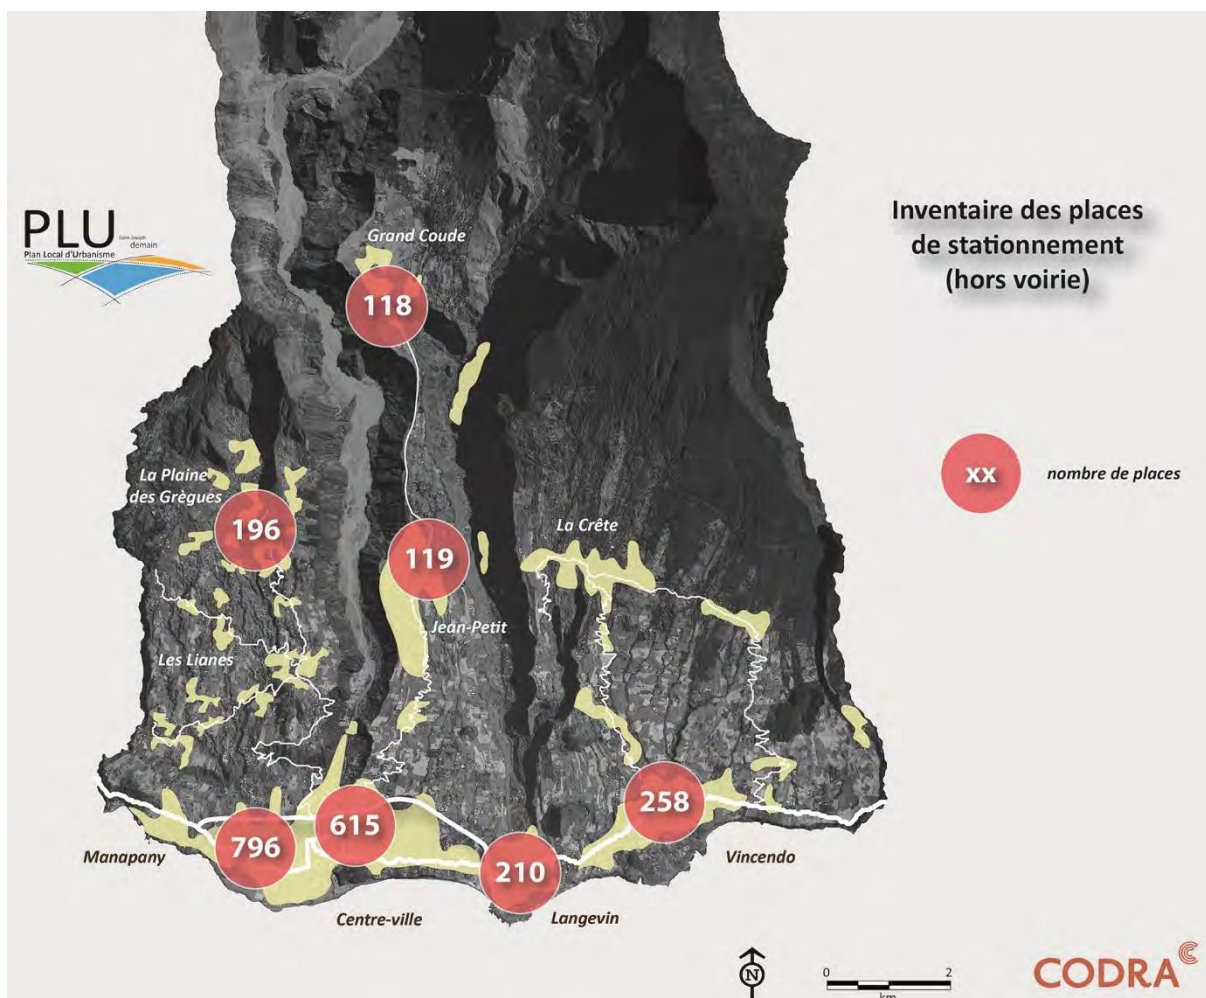 Inventaire des places
de stationnement
(hors voirie)
PLU
Saint Joseph
demain
Plan Local d'Urbanisme
Grand Coude
118
La Plaine
des Grègues
196
119
La Crête
Jean-Petit
Les Lianes
xx
nombre de places
258
615
796
210
Manapany
Vincendo
Centre-ville
Langevin
N
0 2
km
CODRA